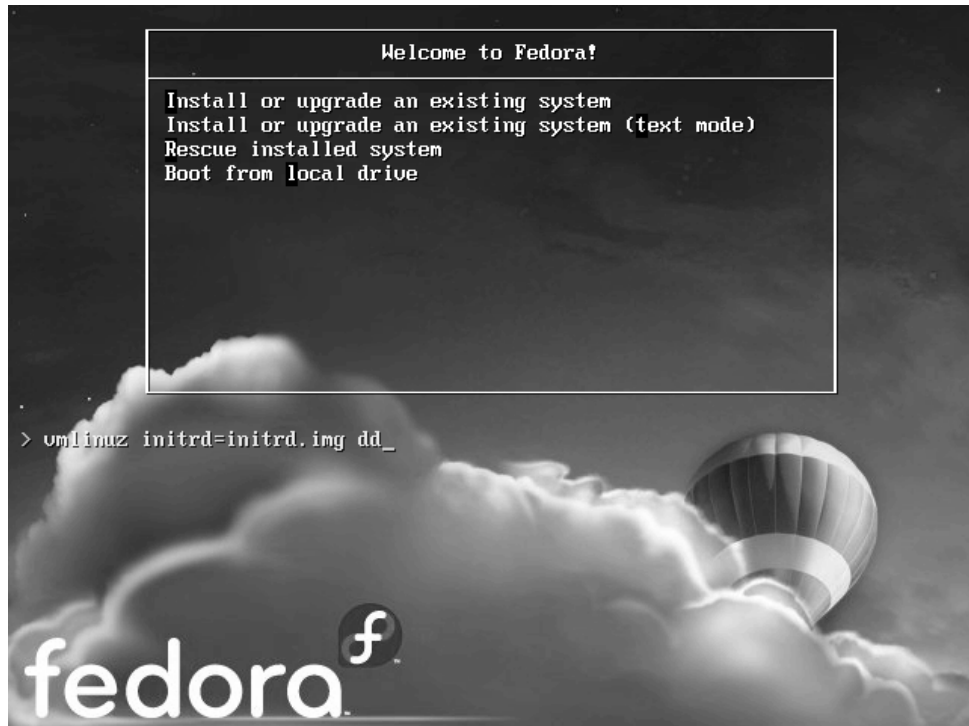 Welcome to Fedora!
Install or upgrade an existing system
Install or upgrade an existing system (text mode)
Rescue installed system
Boot from local drive
> vmlinuz initrd=initrd.img dd_
fedora